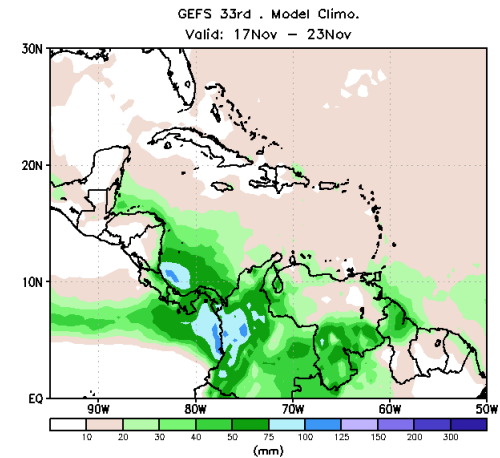 GEFS 33rd . Model Climo.
Valid: 17Nov – 23Nov
30N
20N
10N
EQ
90W 80W 70W 60W 50W
10 20 30 40 50 75 100 125 150 200 300
(mm)